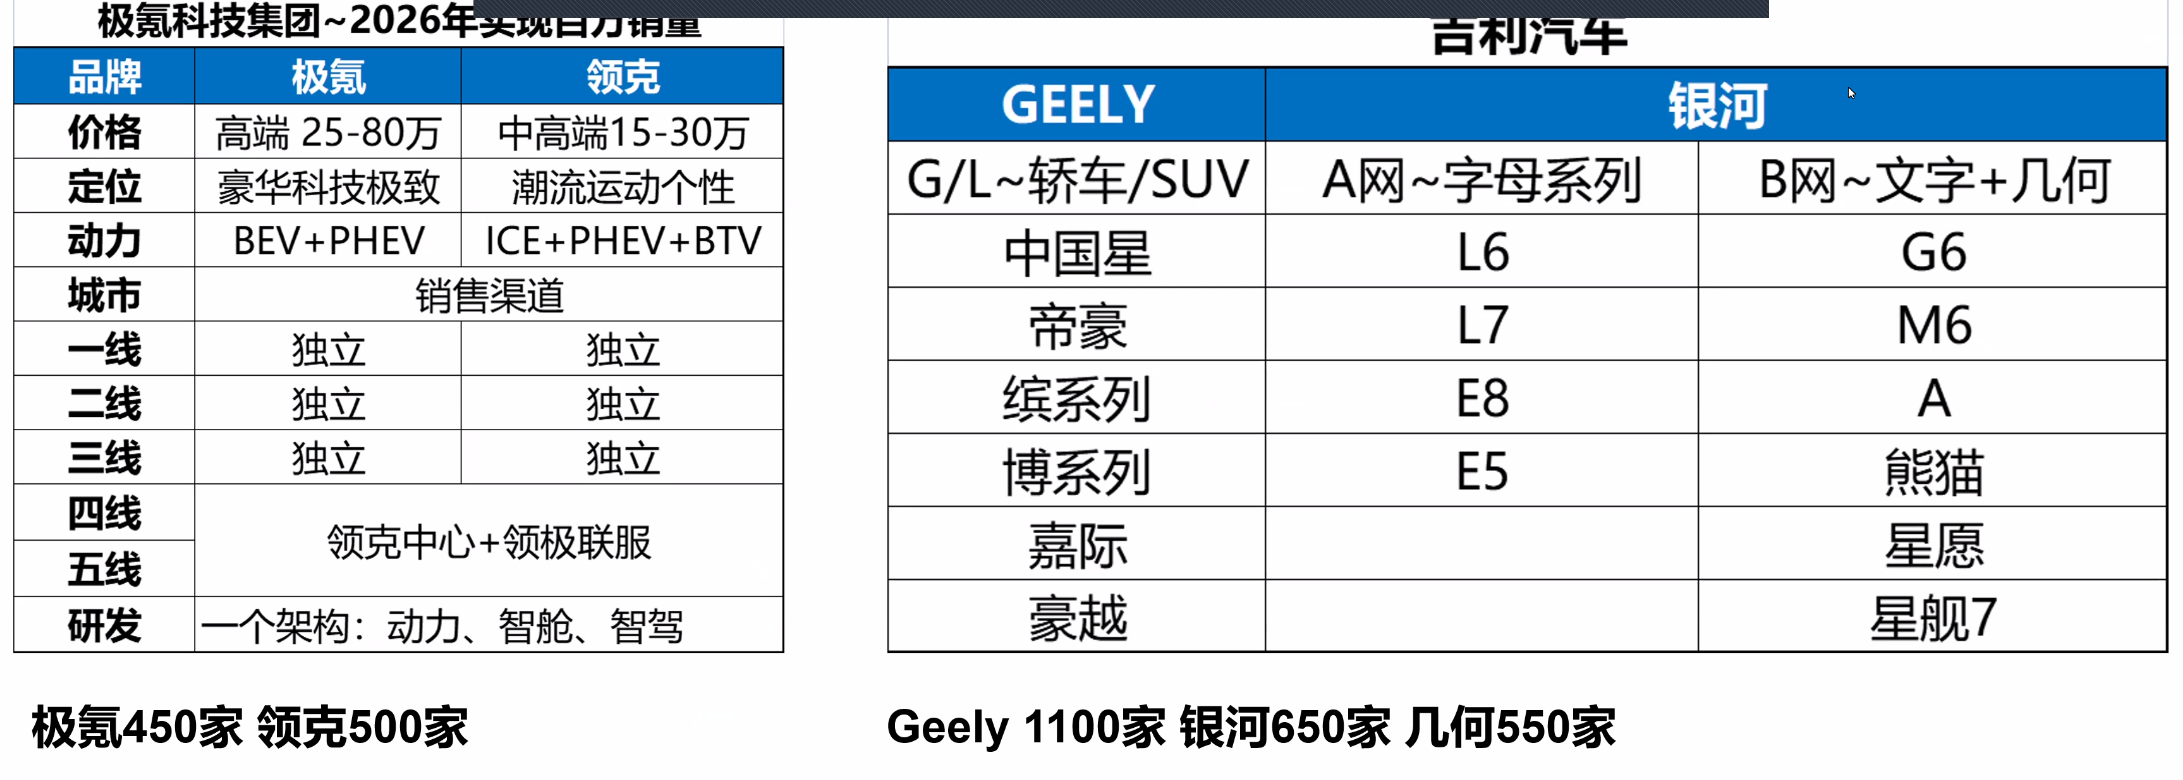 极氪科技集团~2026年实现百万销量
品牌 极氪 领克
价格 高端 25-80万 中高端15-30万
定位 豪华科技极致 潮流运动个性
动力 BEV+PHEV ICE+PHEV+BTV
城市 销售渠道
一线 独立 独立
二线 独立 独立
三线 独立 独立
四线 领克中心+领极联服
五线
研发 一个架构：动力、智舱、智驾
极氪450家 领克500家
吉利汽车
GEELY 银河
G/L~轿车/SUV A网~字母系列 B网~文字+几何
中国星 L6 G6
帝豪 L7 M6
缤系列 E8 A
博系列 E5 熊猫
嘉际 星愿
豪越 星舰7
Geely 1100家 银河650家 几何550家